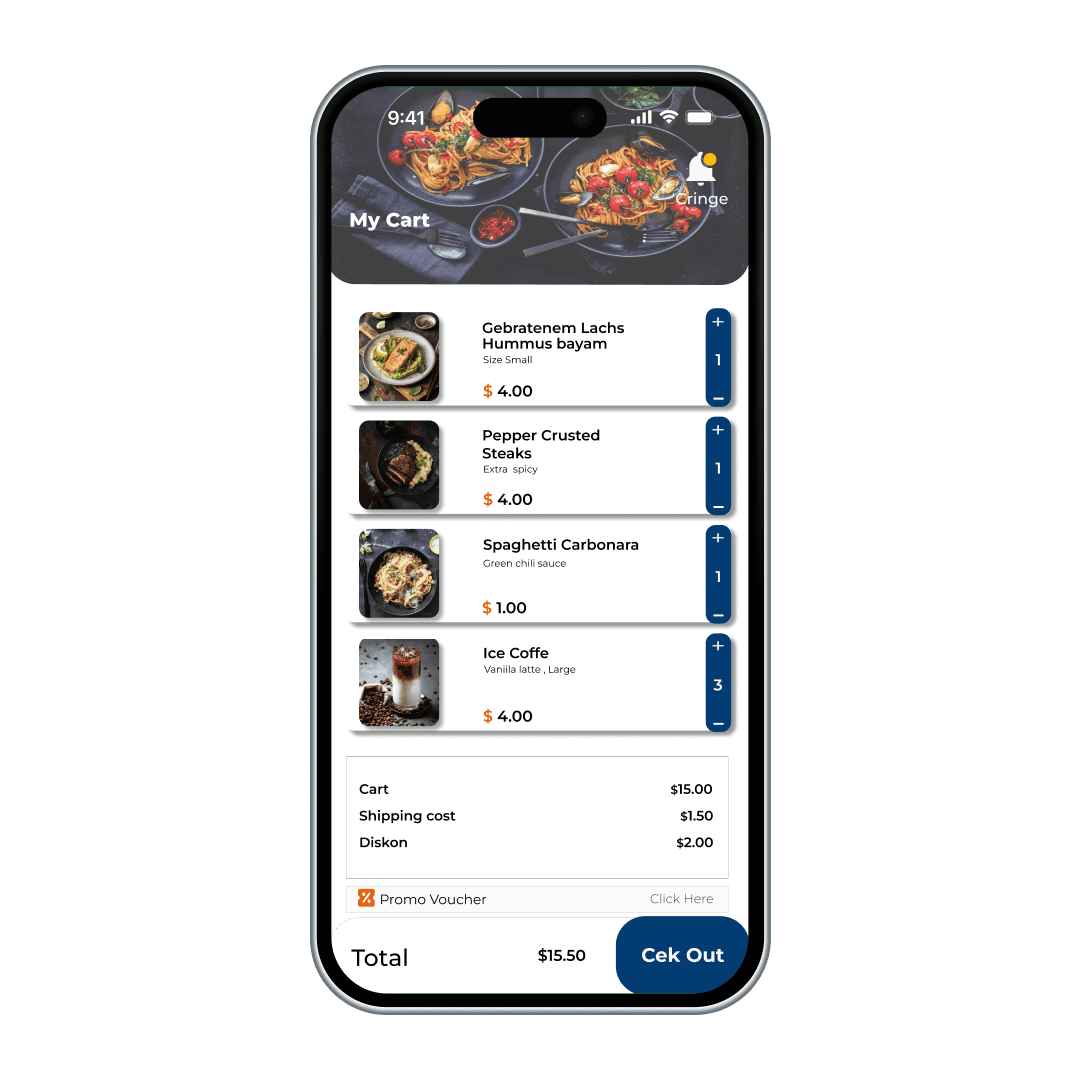 9:41
Cringe
My Cart
Gebratenem Lachs
Hummus bayam
Size Small
$ 4.00
+
1
−
Pepper Crusted
Steaks
Extra spicy
$ 4.00
+
1
−
Spaghetti Carbonara
Green chili sauce
$ 1.00
+
1
−
Ice Coffe
Vaniila latte , Large
$ 4.00
+
3
−
Cart $15.00
Shipping cost $1.50
Diskon $2.00
Promo Voucher Click Here
Total $15.50 Cek Out